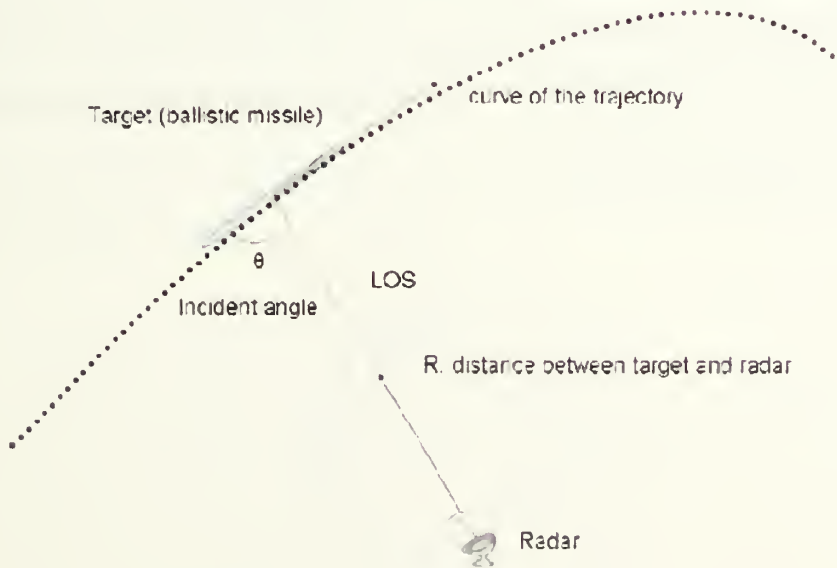 curve of the trajectory
Target (ballistic missile)
θ
LOS
Incident angle
R. distance between target and radar
Radar